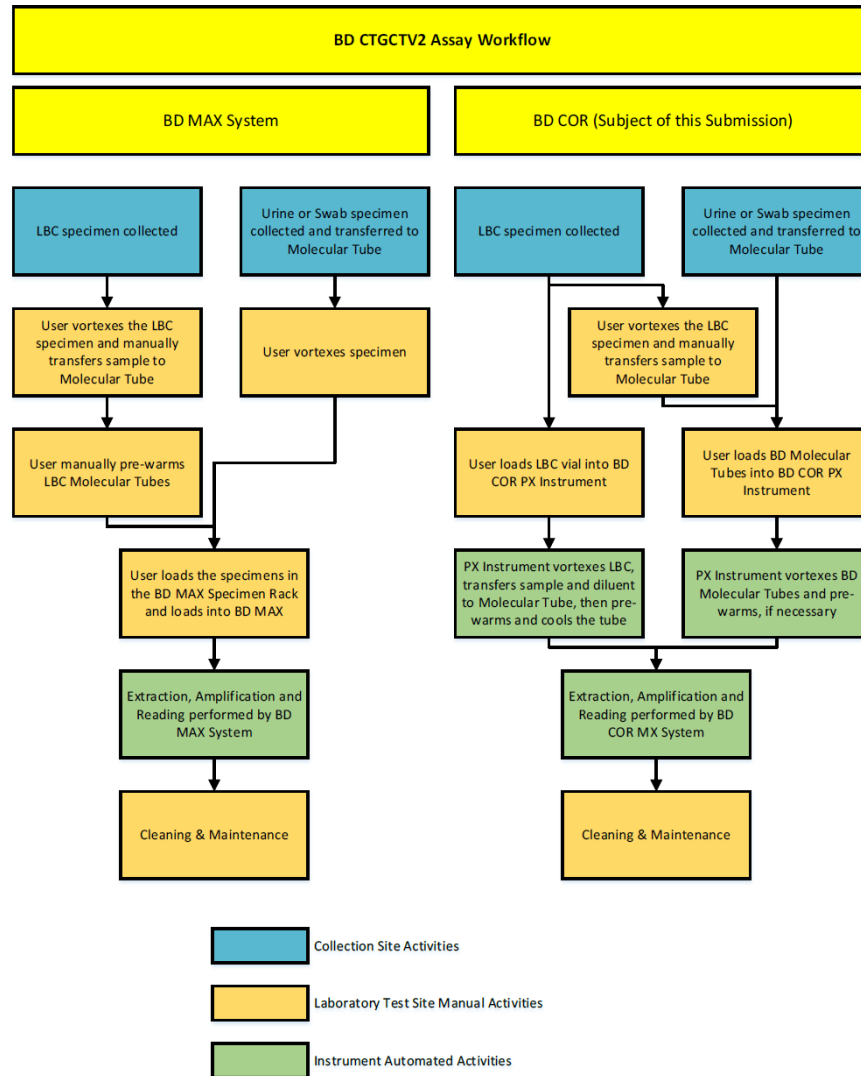 BD CTGCTV2 Assay Workflow
BD MAX System
BD COR (Subject of this Submission)
LBC specimen collected
Urine or Swab specimen
collected and transferred to
Molecular Tube
LBC specimen collected
Urine or Swab specimen
collected and transferred to
Molecular Tube
User vortexes the LBC
specimen and manually
transfers sample to
Molecular Tube
User vortexes specimen
User vortexes the LBC
specimen and manually
transfers sample to
Molecular Tube
User manually pre-warms
LBC Molecular Tubes
User loads LBC vial into BD
COR PX Instrument
User loads BD Molecular
Tubes into BD COR PX
Instrument
User loads the specimens in
the BD MAX Specimen Rack
and loads into BD MAX
PX Instrument vortexes LBC,
transfers sample and diluent
to Molecular Tube, then pre-
warms and cools the tube
PX Instrument vortexes BD
Molecular Tubes and pre-
warms, if necessary
Extraction, Amplification and
Reading performed by BD
MAX System
Extraction, Amplification and
Reading performed by BD
COR MX System
Cleaning & Maintenance
Cleaning & Maintenance
Collection Site Activities
Laboratory Test Site Manual Activities
Instrument Automated Activities